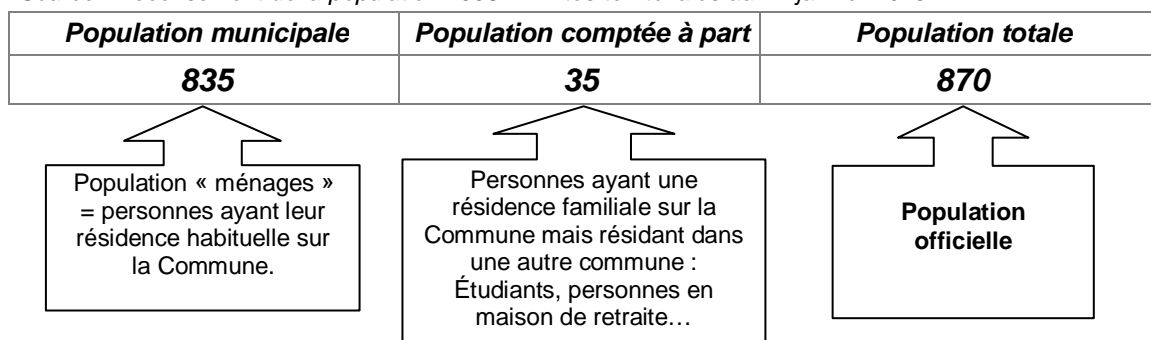 Population municipale Population comptée à part Population totale
835 35 870
Population « ménages »
= personnes ayant leur
résidence habituelle sur
la Commune.
Personnes ayant une
résidence familiale sur la
Commune mais résidant dans
une autre commune :
Étudiants, personnes en
maison de retraite…
Population
officielle